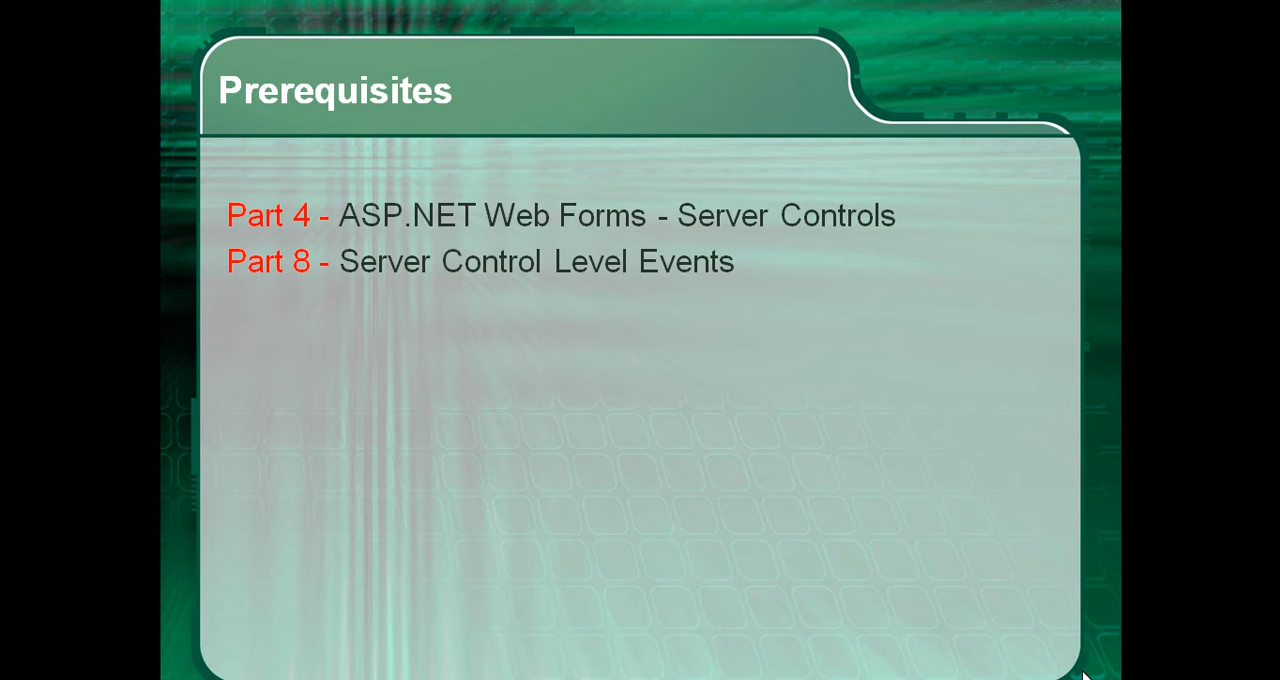 Prerequisites
Part 4 - ASP.NET Web Forms - Server Controls
Part 8 - Server Control Level Events